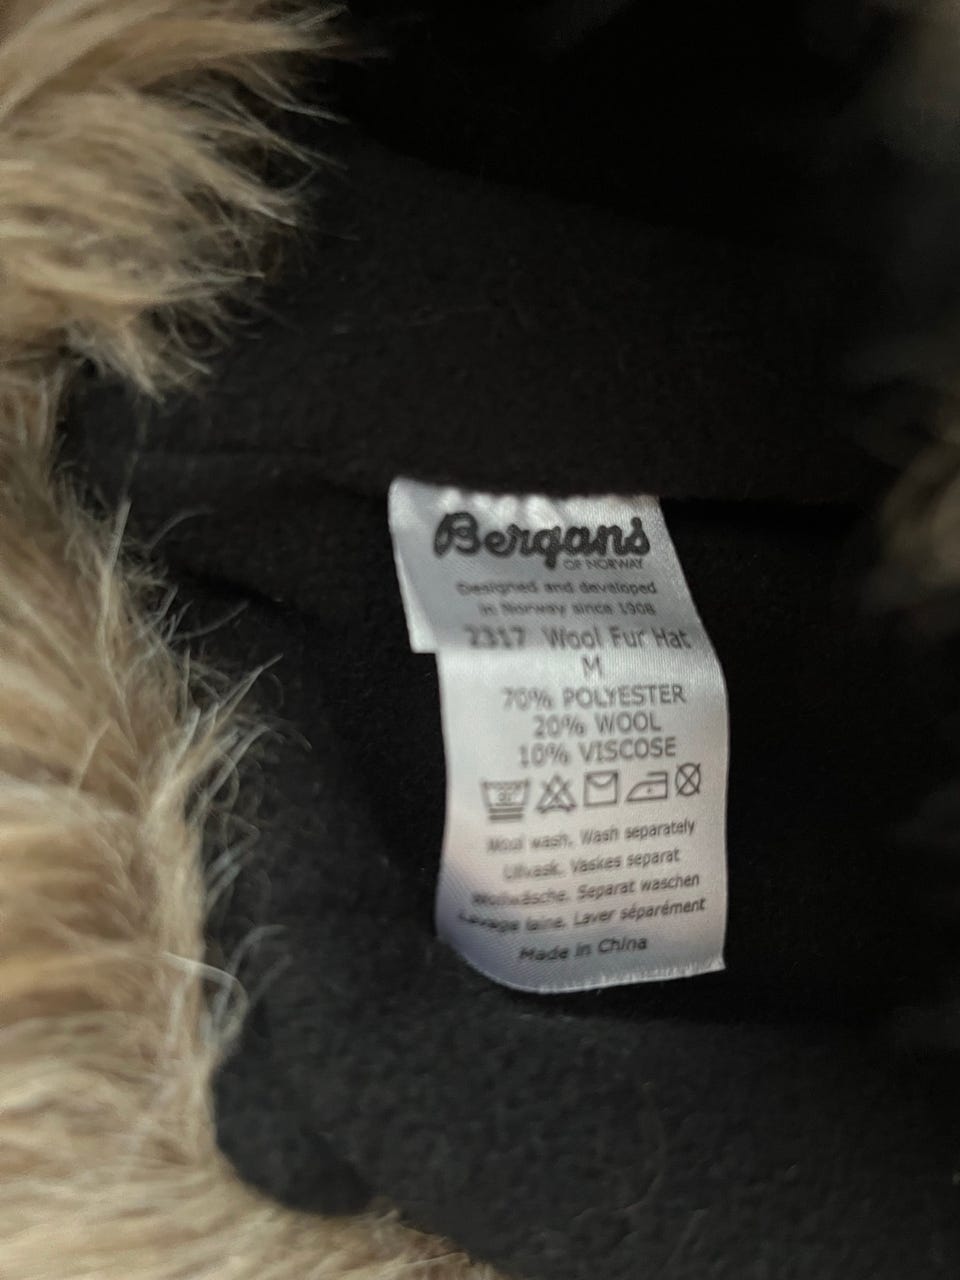 Bergans
OF NORWAY
Designed and developed
in Norway since 1908
2317 Wool Fur Hat
M
70% POLYESTER
20% WOOL
10% VISCOSE
Wool wash. Wash separately
Ullvask. Vaskes separat
Wollwäsche. Separat waschen
Lavage laine. Laver séparément
Made in China